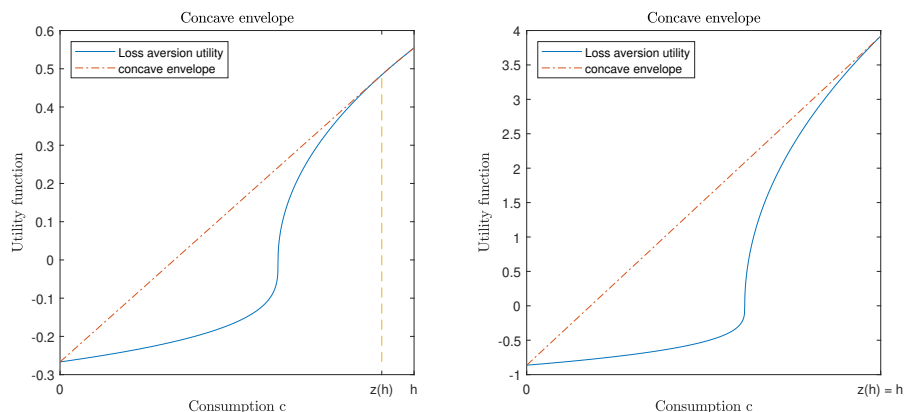 Concave envelope
0.6
0.5
0.4
0.3
0.2
0.1
0
-0.1
-0.2
-0.3
Utility function
Loss aversion utility
concave envelope
0
z(h)
h
Consumption c
Concave envelope
4
3.5
3
2.5
2
1.5
1
0.5
0
-0.5
-1
Utility function
Loss aversion utility
concave envelope
0
z(h) = h
Consumption c